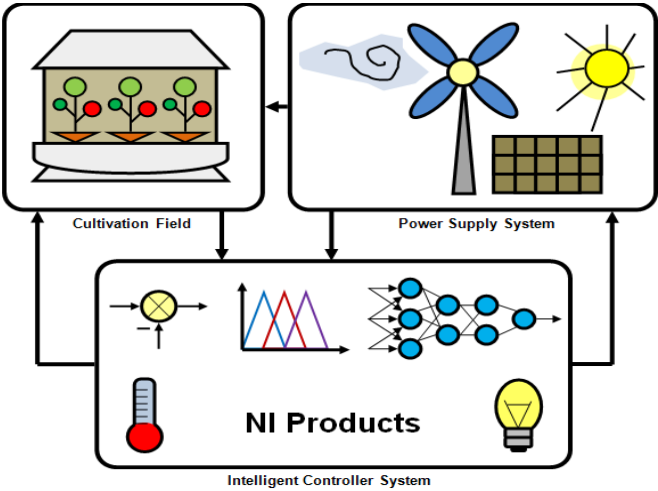 Cultivation Field
Power Supply System
NI Products
Intelligent Controller System